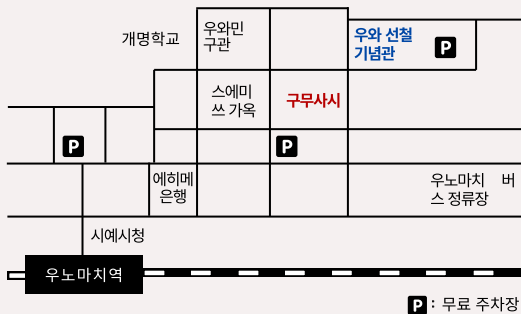 개명학교
우와민
구관
우와 선철
기념관
P
스에미
쓰 가옥
구무사시
P
P
에히메
은행
우노마치 버
스 정류장
시예시청
우노마치역
P : 무료 주차장